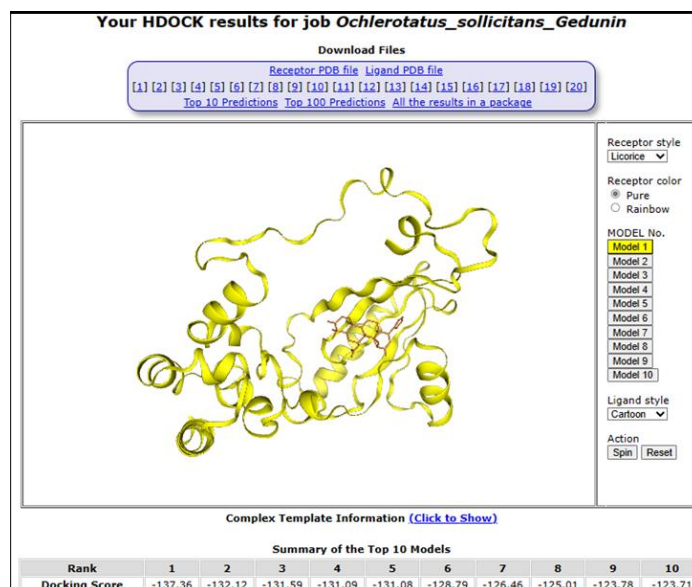 Your HDOCK results for job Ochlerotatus_sollicitans_Gedunin
Download Files
Receptor PDB file Ligand PDB file
[1] [2] [3] [4] [5] [6] [7] [8] [9] [10] [11] [12] [13] [14] [15] [16] [17] [18] [19] [20]
Top 10 Predictions Top 100 Predictions All the results in a package
Receptor style
Licorice
Receptor color
Pure
Rainbow
MODEL No.
Model 1
Model 2
Model 3
Model 4
Model 5
Model 6
Model 7
Model 8
Model 9
Model 10
Ligand style
Cartoon
Action
Spin Reset
Complex Template Information (Click to Show)
Summary of the Top 10 Models
Rank 1 2 3 4 5 6 7 8 9 10
Docking Score -137.36 -132.12 -131.59 -131.09 -131.08 -128.79 -126.46 -125.01 -123.78 -123.71